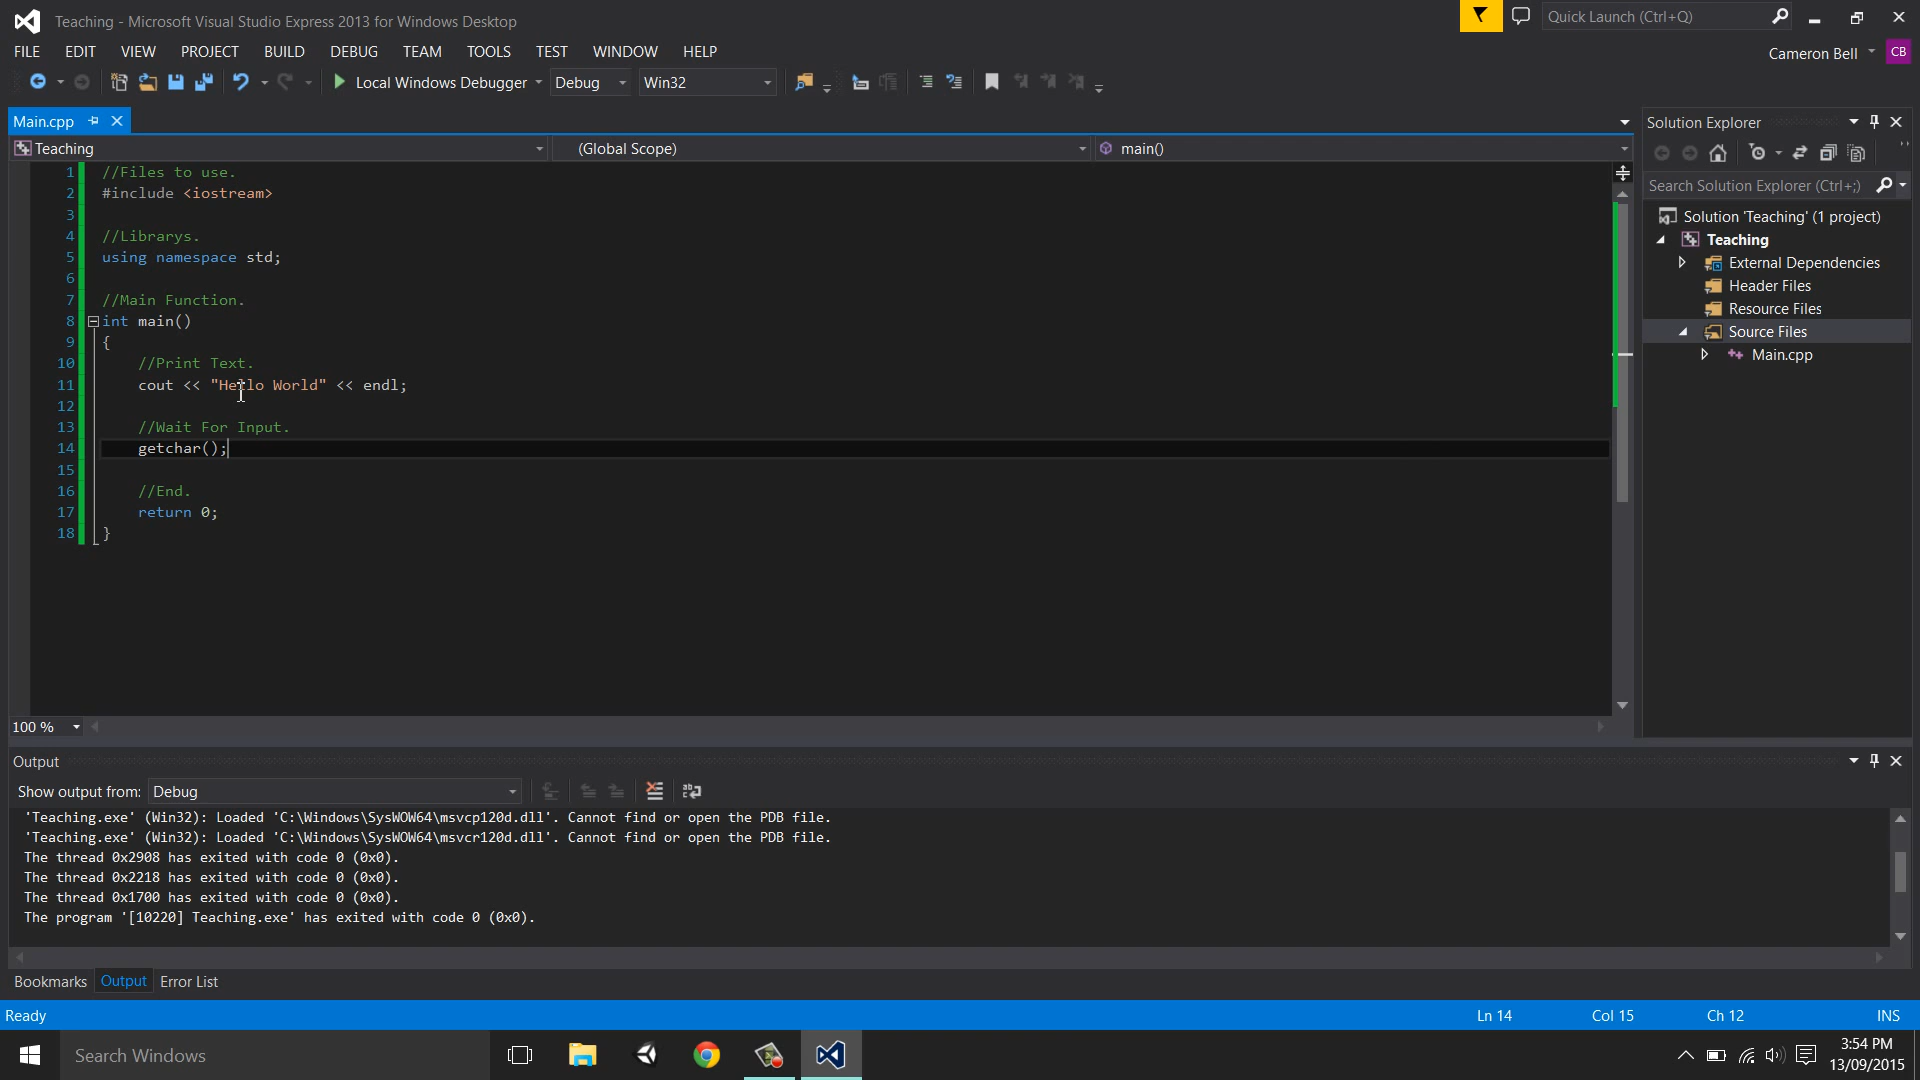 Teaching - Microsoft Visual Studio Express 2013 for Windows Desktop
Quick Launch (Ctrl+Q)
FILE EDIT VIEW PROJECT BUILD DEBUG TEAM TOOLS TEST WINDOW HELP
Cameron Bell CB
Local Windows Debugger Debug Win32
Main.cpp
Teaching (Global Scope) main()
1 //Files to use.
2 #include <iostream>
3
4 //Librarys.
5 using namespace std;
6
7 //Main Function.
8 int main()
9 {
10 //Print Text.
11 cout << "Hello World" << endl;
12
13 //Wait For Input.
14 getchar();
15
16 //End.
17 return 0;
18 }
100 %
Solution Explorer
Search Solution Explorer (Ctrl+;)
Solution 'Teaching' (1 project)
Teaching
External Dependencies
Header Files
Resource Files
Source Files
Main.cpp
Output
Show output from: Debug
'Teaching.exe' (Win32): Loaded 'C:\Windows\SysWOW64\msvcp120d.dll'. Cannot find or open the PDB file.
'Teaching.exe' (Win32): Loaded 'C:\Windows\SysWOW64\msvcr120d.dll'. Cannot find or open the PDB file.
The thread 0x2908 has exited with code 0 (0x0).
The thread 0x2218 has exited with code 0 (0x0).
The thread 0x1700 has exited with code 0 (0x0).
The program '[10220] Teaching.exe' has exited with code 0 (0x0).
Bookmarks Output Error List
Ready Ln 14 Col 15 Ch 12 INS
Search Windows
3:54 PM
13/09/2015